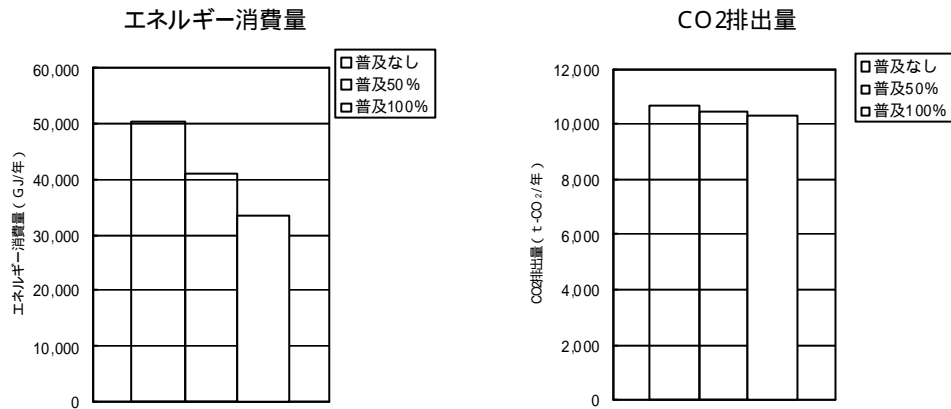 エネルギー消費量
エネルギー消費量（GJ/年）
60,000
50,000
40,000
30,000
20,000
10,000
0
□普及なし
□普及50%
□普及100%
CO2排出量
CO2排出量（t-CO₂/年）
12,000
10,000
8,000
6,000
4,000
2,000
0
□普及なし
□普及50%
□普及100%